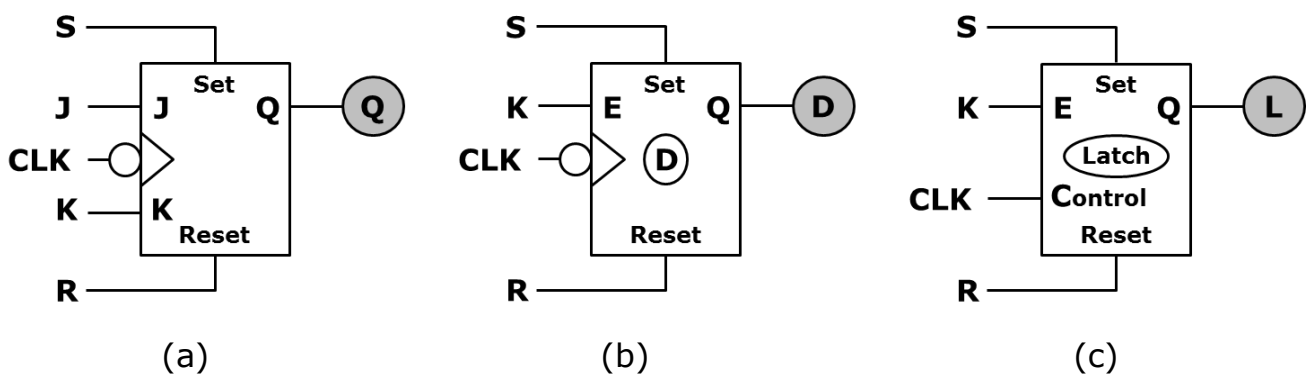 S
Set
J
J
Q
Q
CLK
K
K
Reset
R
(a)
S
Set
K
E
Q
D
CLK
D
Reset
R
(b)
S
Set
K
E
Q
L
Latch
CLK
Control
Reset
R
(c)